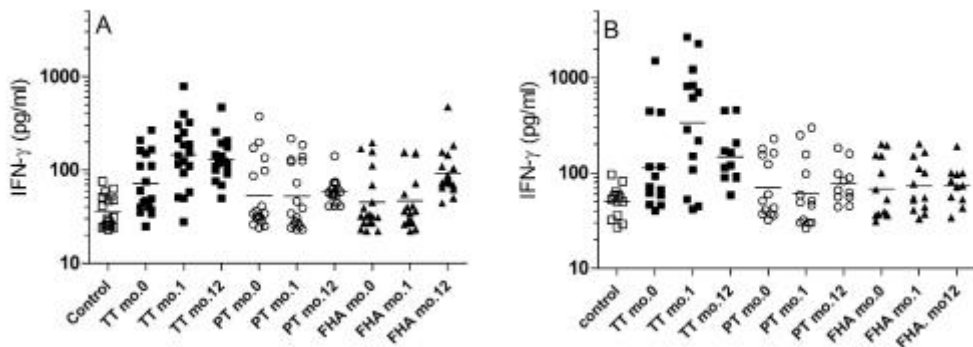 A
IFN-γ (pg/ml)
1000
100
10
Control
TT mo.0
TT mo.1
TT mo.12
PT mo.0
PT mo.1
PT mo.12
FHA mo.0
FHA mo.1
FHA mo.12
B
IFN-γ (pg/ml)
1000
100
10
control
TT mo.0
TT mo.1
TT mo.12
PT mo.0
PT mo.1
PT mo.12
FHA mo.0
FHA mo.1
FHA. mo12